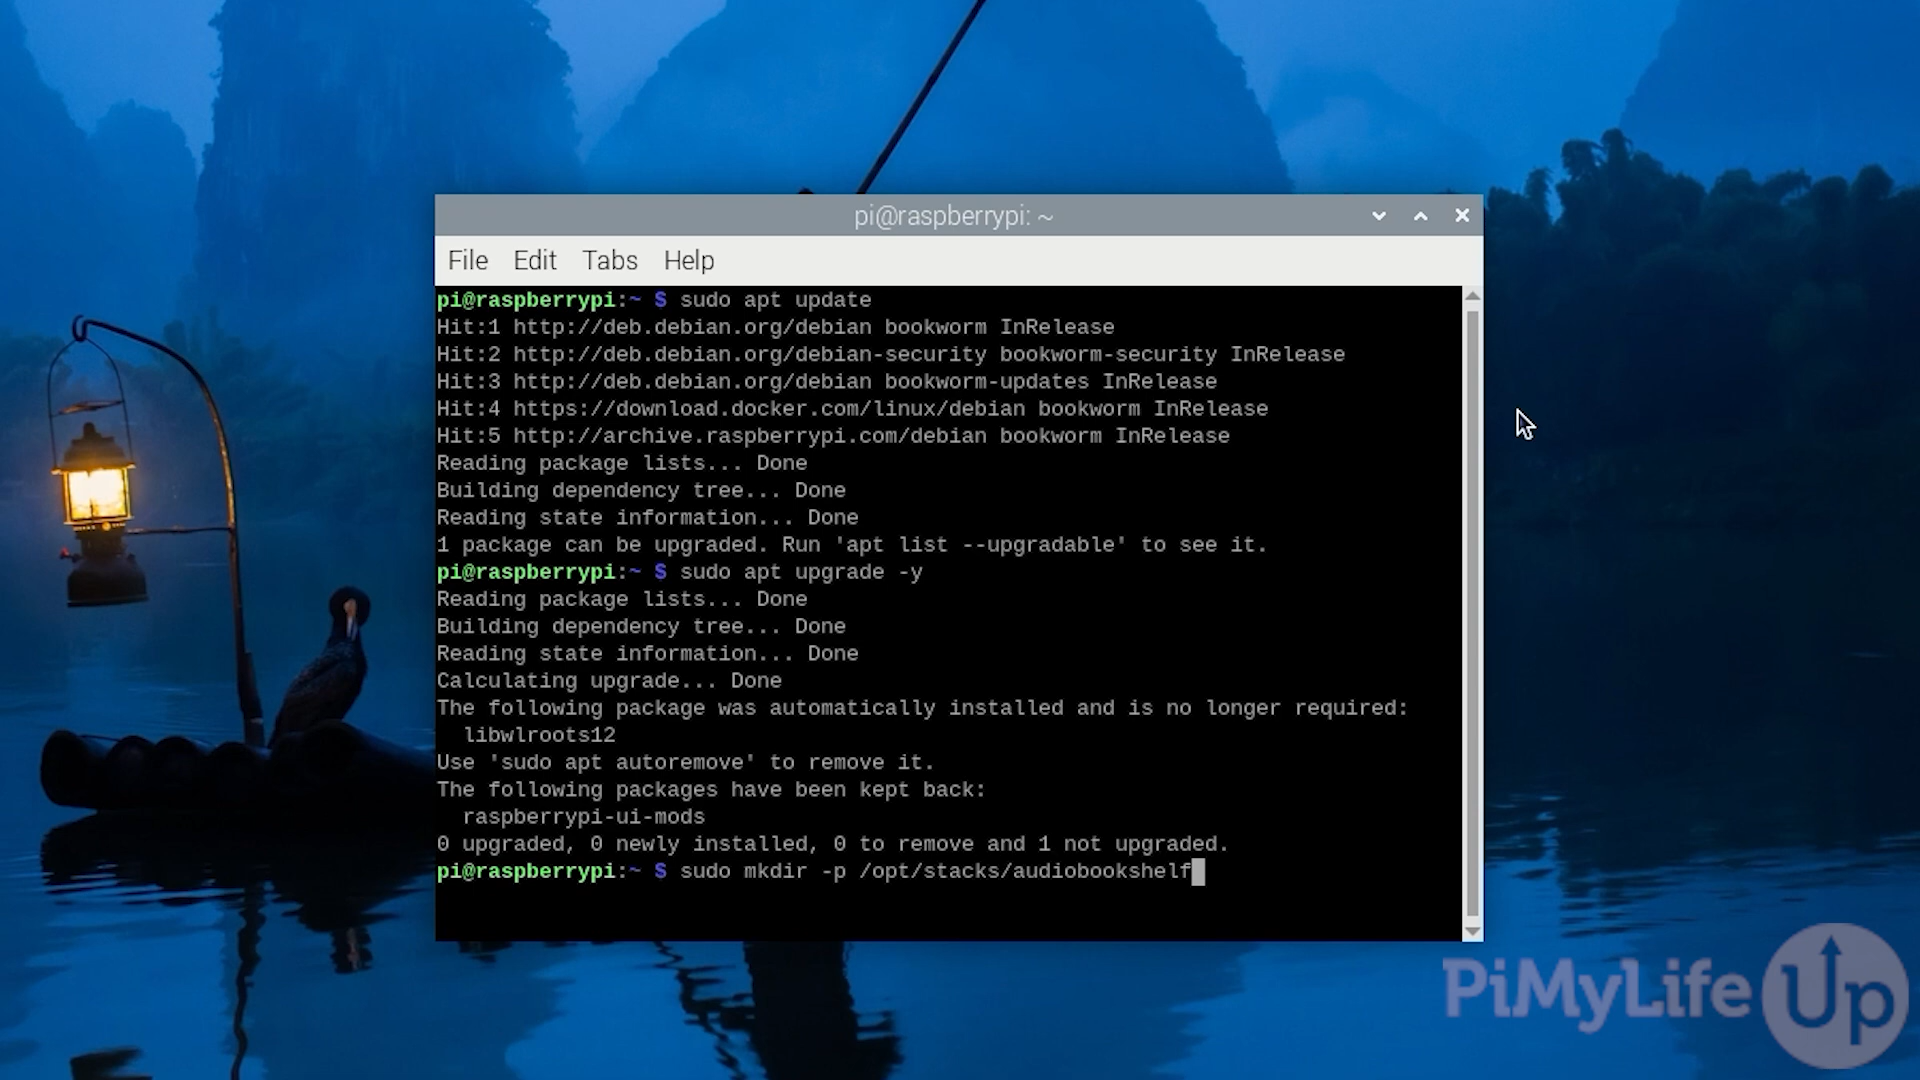 pi@raspberrypi: ~
File Edit Tabs Help
pi@raspberrypi:~ $ sudo apt update
Hit:1 http://deb.debian.org/debian bookworm InRelease
Hit:2 http://deb.debian.org/debian-security bookworm-security InRelease
Hit:3 http://deb.debian.org/debian bookworm-updates InRelease
Hit:4 https://download.docker.com/linux/debian bookworm InRelease
Hit:5 http://archive.raspberrypi.com/debian bookworm InRelease
Reading package lists... Done
Building dependency tree... Done
Reading state information... Done
1 package can be upgraded. Run 'apt list --upgradable' to see it.
pi@raspberrypi:~ $ sudo apt upgrade -y
Reading package lists... Done
Building dependency tree... Done
Reading state information... Done
Calculating upgrade... Done
The following package was automatically installed and is no longer required:
  libwlroots12
Use 'sudo apt autoremove' to remove it.
The following packages have been kept back:
  raspberrypi-ui-mods
0 upgraded, 0 newly installed, 0 to remove and 1 not upgraded.
pi@raspberrypi:~ $ sudo mkdir -p /opt/stacks/audiobookshelf
PiMyLifeUp